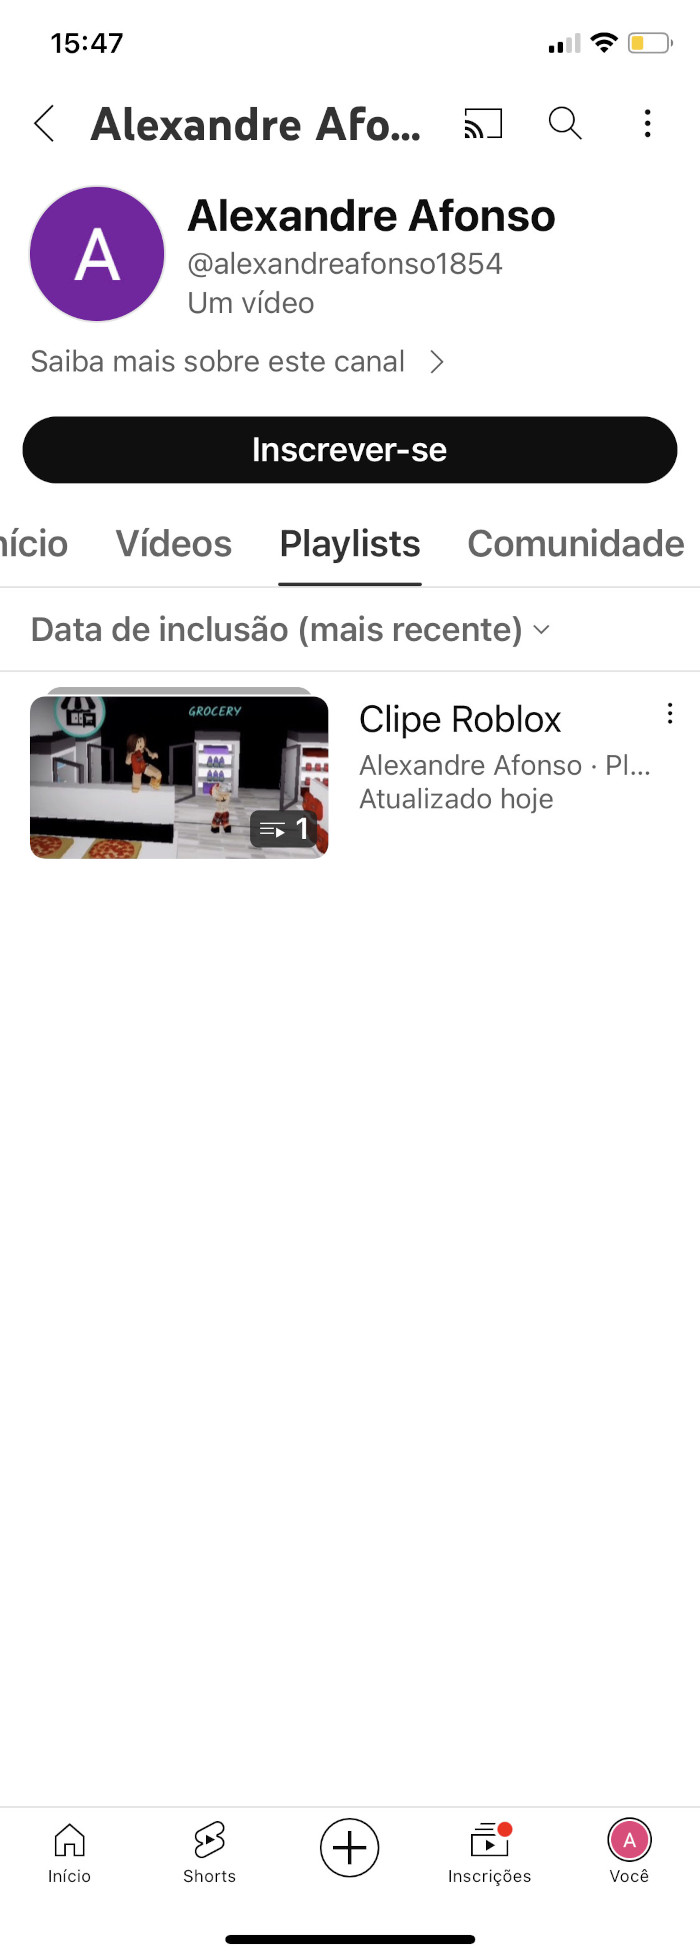 15:47
Alexandre Afo...
A
Alexandre Afonso
@alexandreafonso1854
Um vídeo
Saiba mais sobre este canal
Inscrever-se
nício Vídeos Playlists Comunidade
Data de inclusão (mais recente)
GROCERY
1
Clipe Roblox
Alexandre Afonso · Pl...
Atualizado hoje
A
Início Shorts Inscrições Você